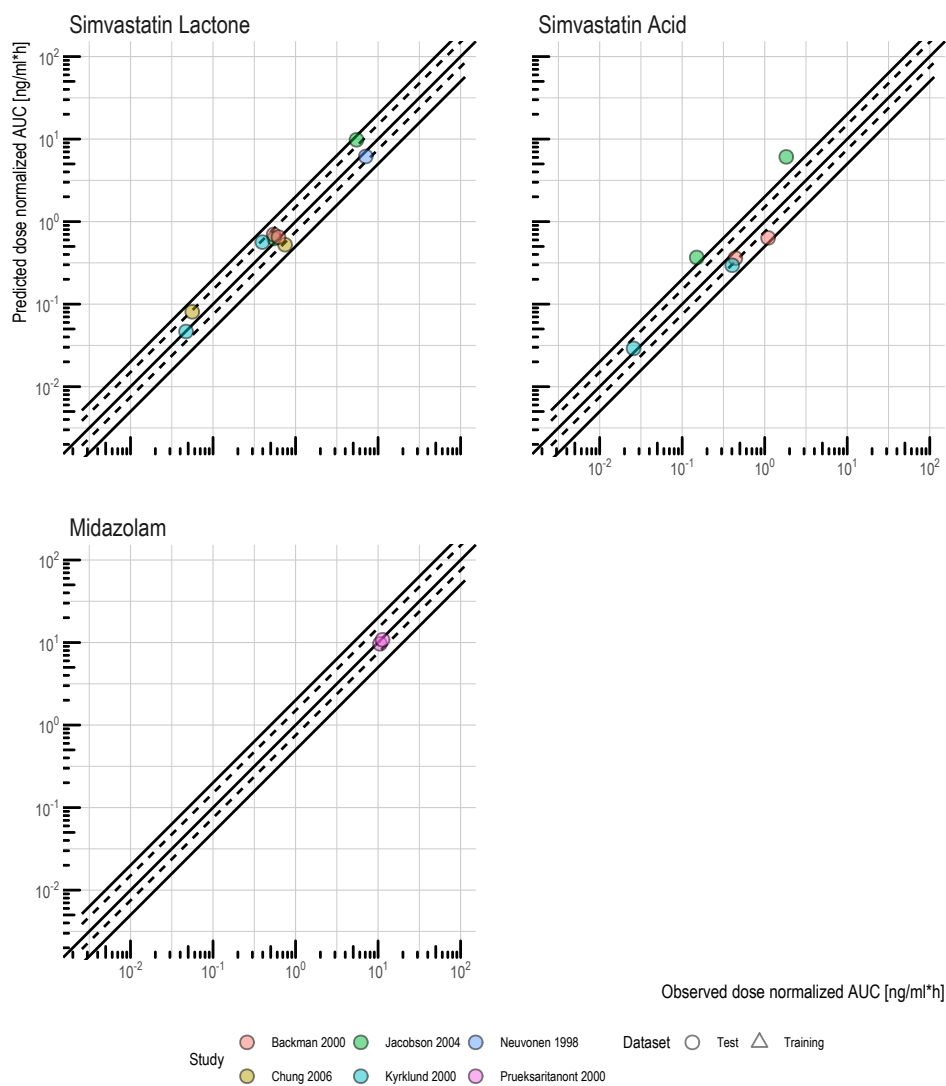 Simvastatin Lactone
Simvastatin Acid
Predicted dose normalized AUC [ng/ml*h]
10^2
10^1
10^0
10^-1
10^-2
10^-2 10^-1 10^0 10^1 10^2
Midazolam
10^2
10^1
10^0
10^-1
10^-2
10^-2 10^-1 10^0 10^1 10^2
Observed dose normalized AUC [ng/ml*h]
Study
Backman 2000 Jacobson 2004 Neuvonen 1998
Chung 2006 Kyrklund 2000 Prueksaritanont 2000
Dataset Test Training